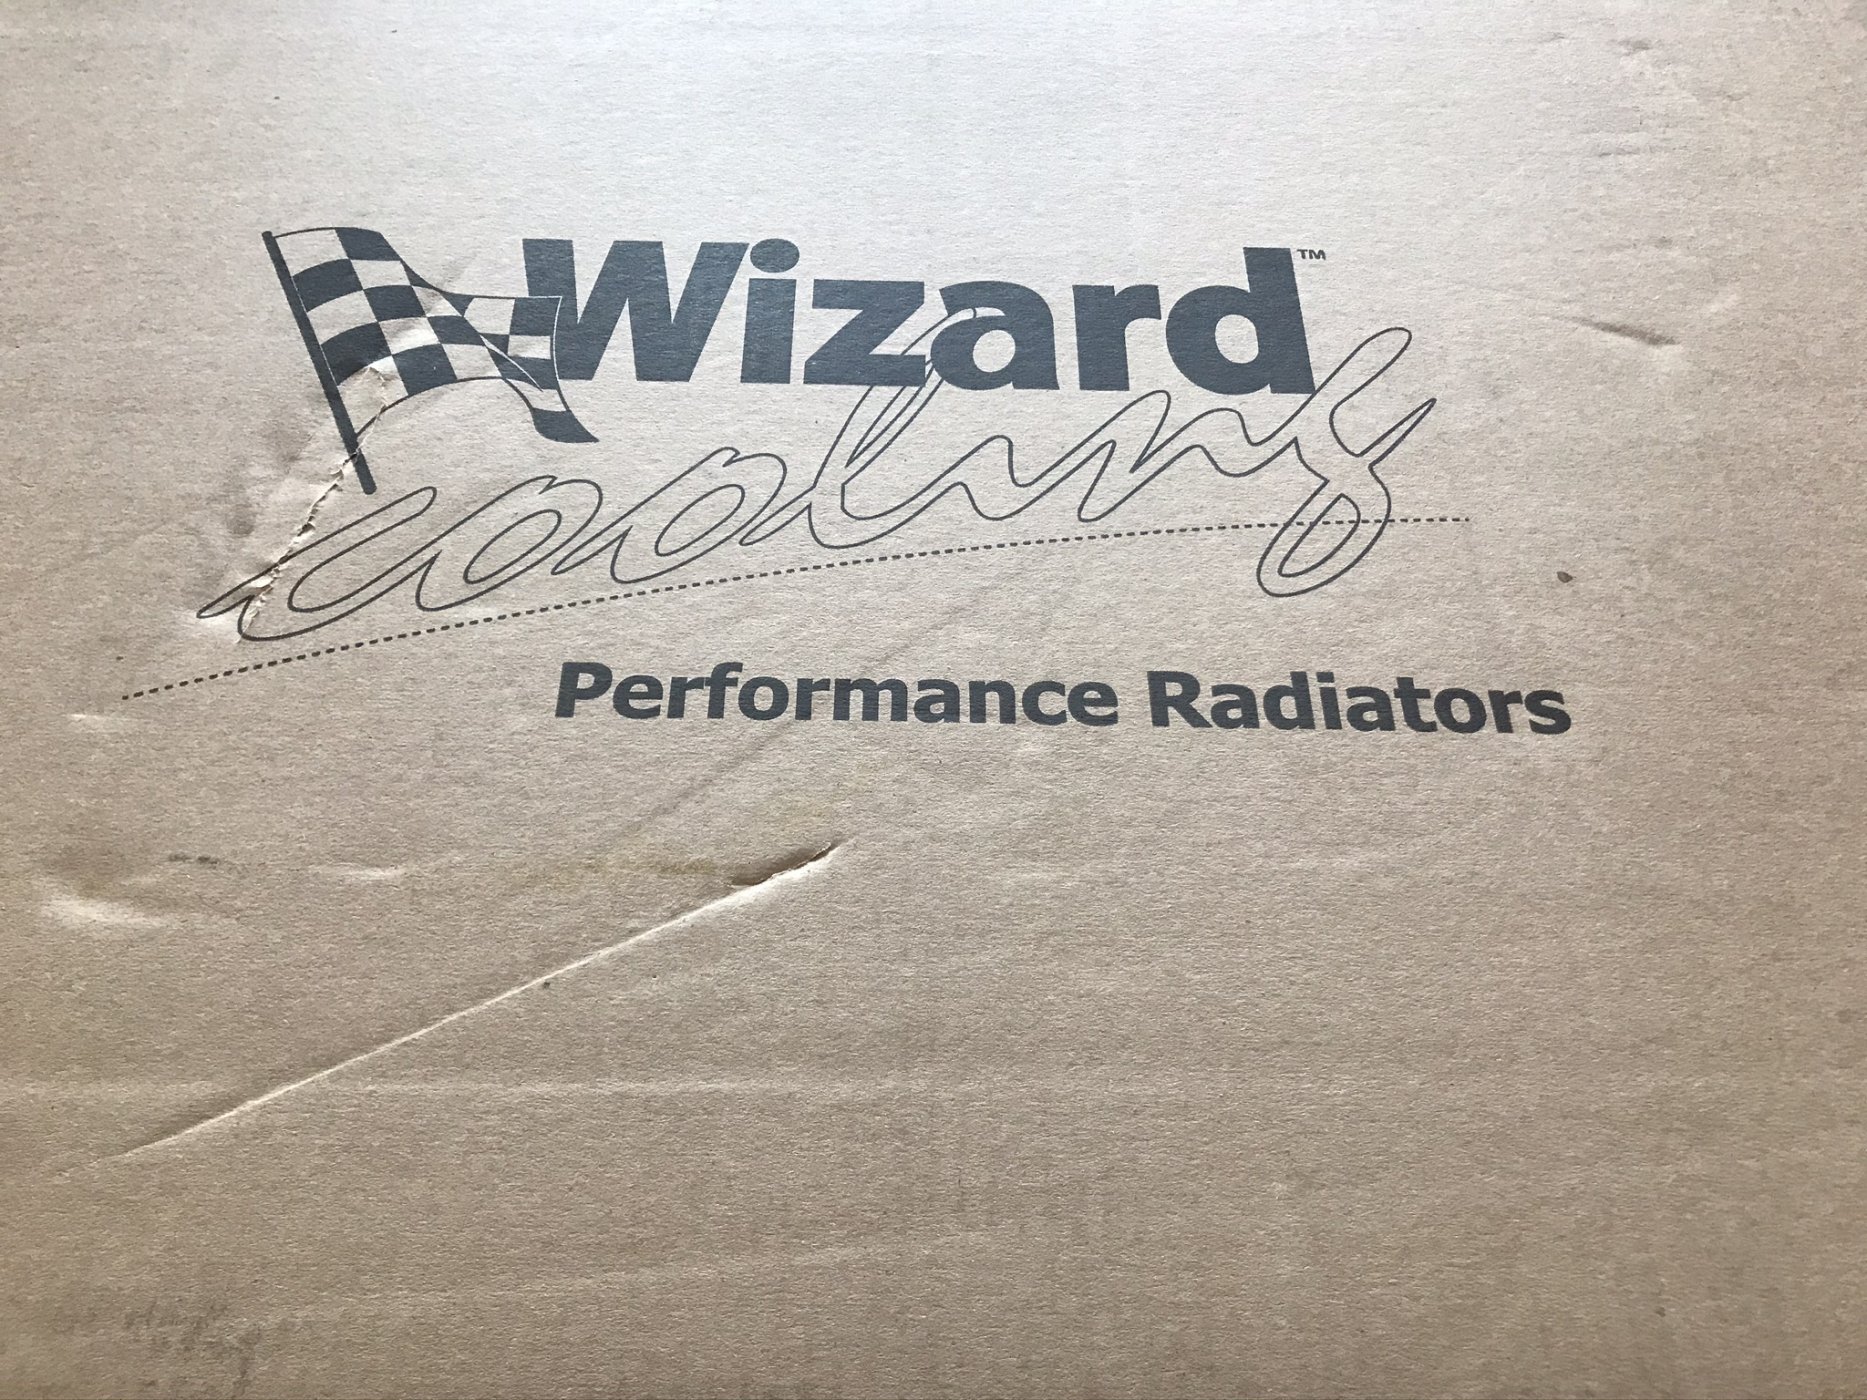 Wizard™
cooling
Performance Radiators